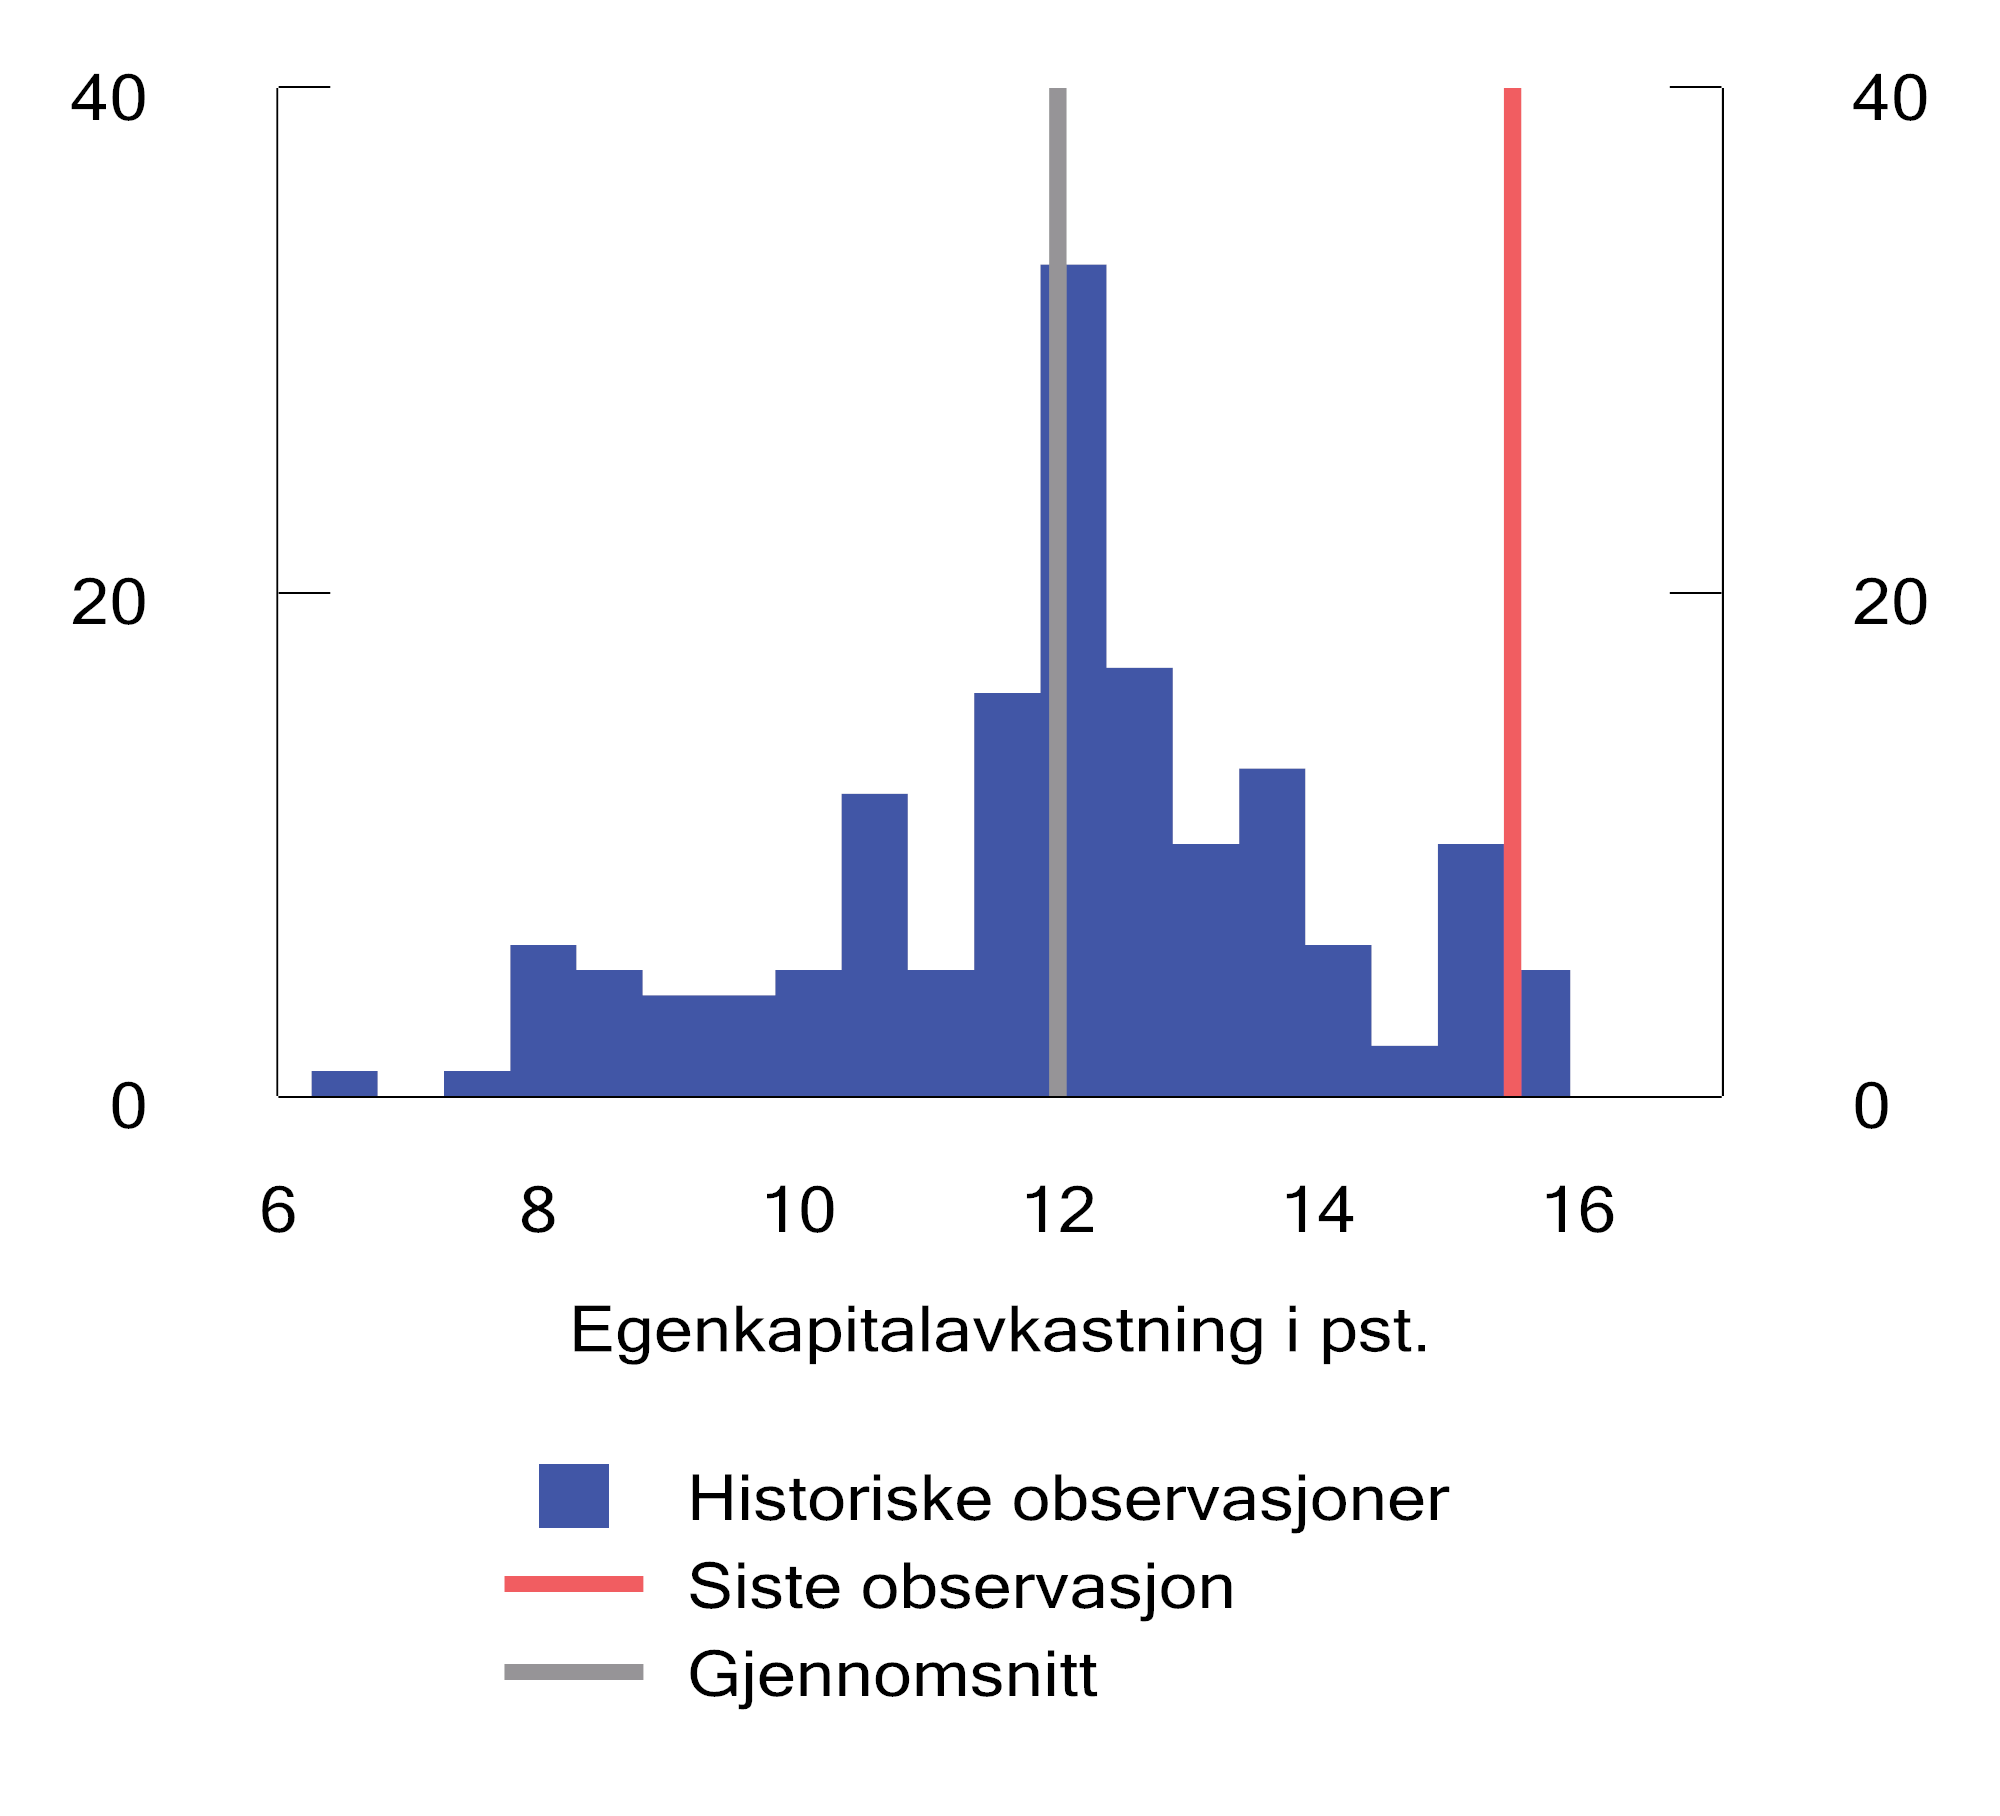 40 40
20 20
0 0
6 8 10 12 14 16
Egenkapitalavkastning i pst.
Historiske observasjoner
Siste observasjon
Gjennomsnitt